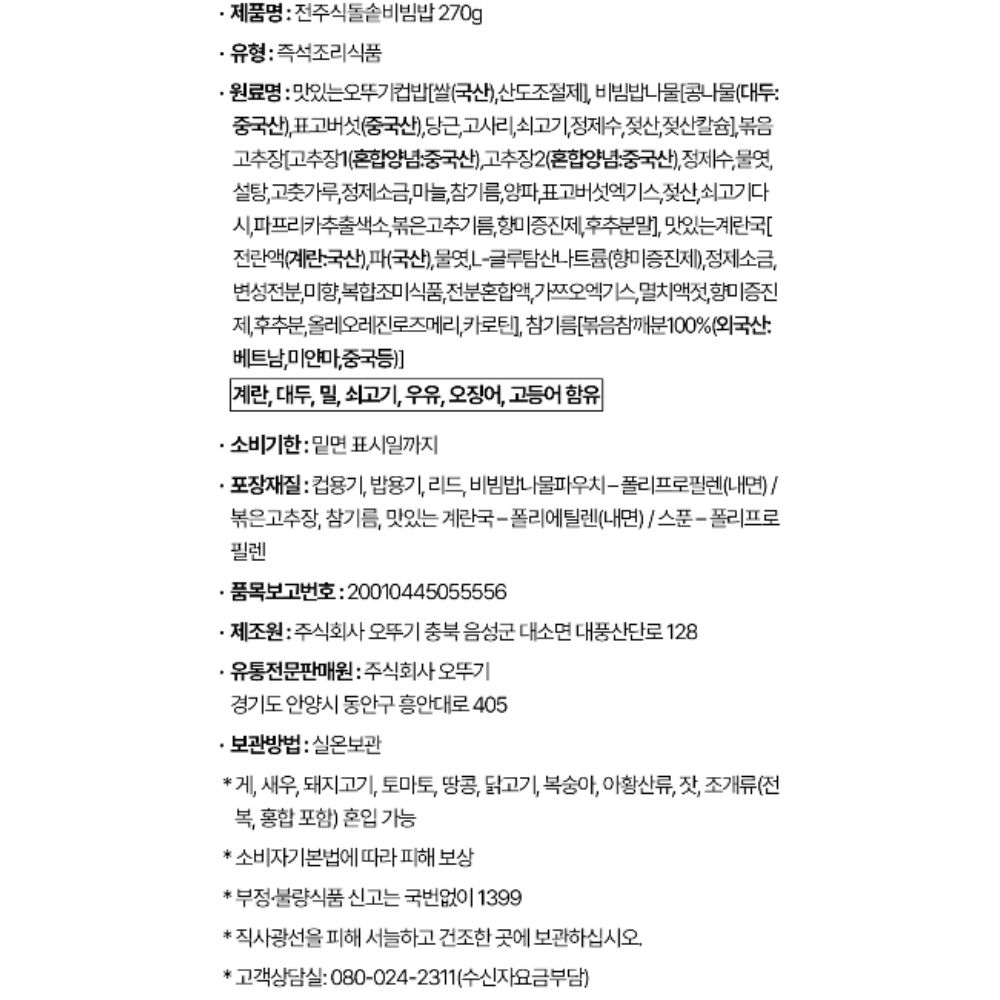 · 제품명 : 전주식돌솥비빔밥 270g
· 유형 : 즉석조리식품
· 원료명 : 맛있는오뚜기컵밥[쌀(국산),산도조절제], 비빔밥나물[콩나물(대두:
중국산),표고버섯(중국산),당근,고사리,쇠고기,정제수,젖산,젖산칼슘],볶음
고추장[고추장1(혼합양념:중국산),고추장2(혼합양념:중국산),정제수,물엿,
설탕,고춧가루,정제소금,마늘,참기름,양파,표고버섯엑기스,젖산,쇠고기다
시,파프리카추출색소,볶은고추기름,향미증진제,후추분말], 맛있는계란국[
전란액(계란:국산),파(국산),물엿,L-글루탐산나트륨(향미증진제),정제소금,
변성전분,미향,복합조미식품,전분혼합액,가쯔오엑기스,멸치액젓,향미증진
제,후추분,올레오레진로즈메리,카로틴], 참기름[볶음참깨분100%(외국산:
베트남,미얀마,중국등)]
계란, 대두, 밀, 쇠고기, 우유, 오징어, 고등어 함유
· 소비기한 : 밑면 표시일까지
· 포장재질 : 컵용기, 밥용기, 리드, 비빔밥나물파우치 – 폴리프로필렌(내면) /
볶은고추장, 참기름, 맛있는 계란국 – 폴리에틸렌(내면) / 스푼 – 폴리프로
필렌
· 품목보고번호 : 20010445055556
· 제조원 : 주식회사 오뚜기 충북 음성군 대소면 대풍산단로 128
· 유통전문판매원 : 주식회사 오뚜기
경기도 안양시 동안구 흥안대로 405
· 보관방법 : 실온보관
* 게, 새우, 돼지고기, 토마토, 땅콩, 닭고기, 복숭아, 아황산류, 잣, 조개류(전
복, 홍합 포함) 혼입 가능
* 소비자기본법에 따라 피해 보상
* 부정·불량식품 신고는 국번없이 1399
* 직사광선을 피해 서늘하고 건조한 곳에 보관하십시오.
* 고객상담실: 080-024-2311(수신자요금부담)